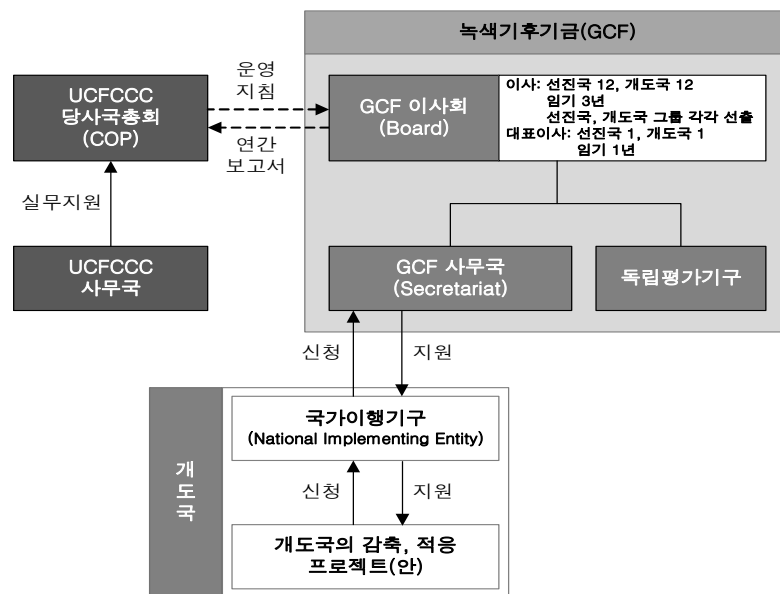 녹색기후기금(GCF)
UCFCCC
당사국총회
(COP)
운영
지침
연간
보고서
GCF 이사회
(Board)
이사: 선진국 12, 개도국 12
임기 3년
선진국, 개도국 그룹 각각 선출
대표이사: 선진국 1, 개도국 1
임기 1년
실무지원
UCFCCC
사무국
GCF 사무국
(Secretariat)
독립평가기구
신청
지원
개도국
국가이행기구
(National Implementing Entity)
신청
지원
개도국의 감축, 적응
프로젝트(안)